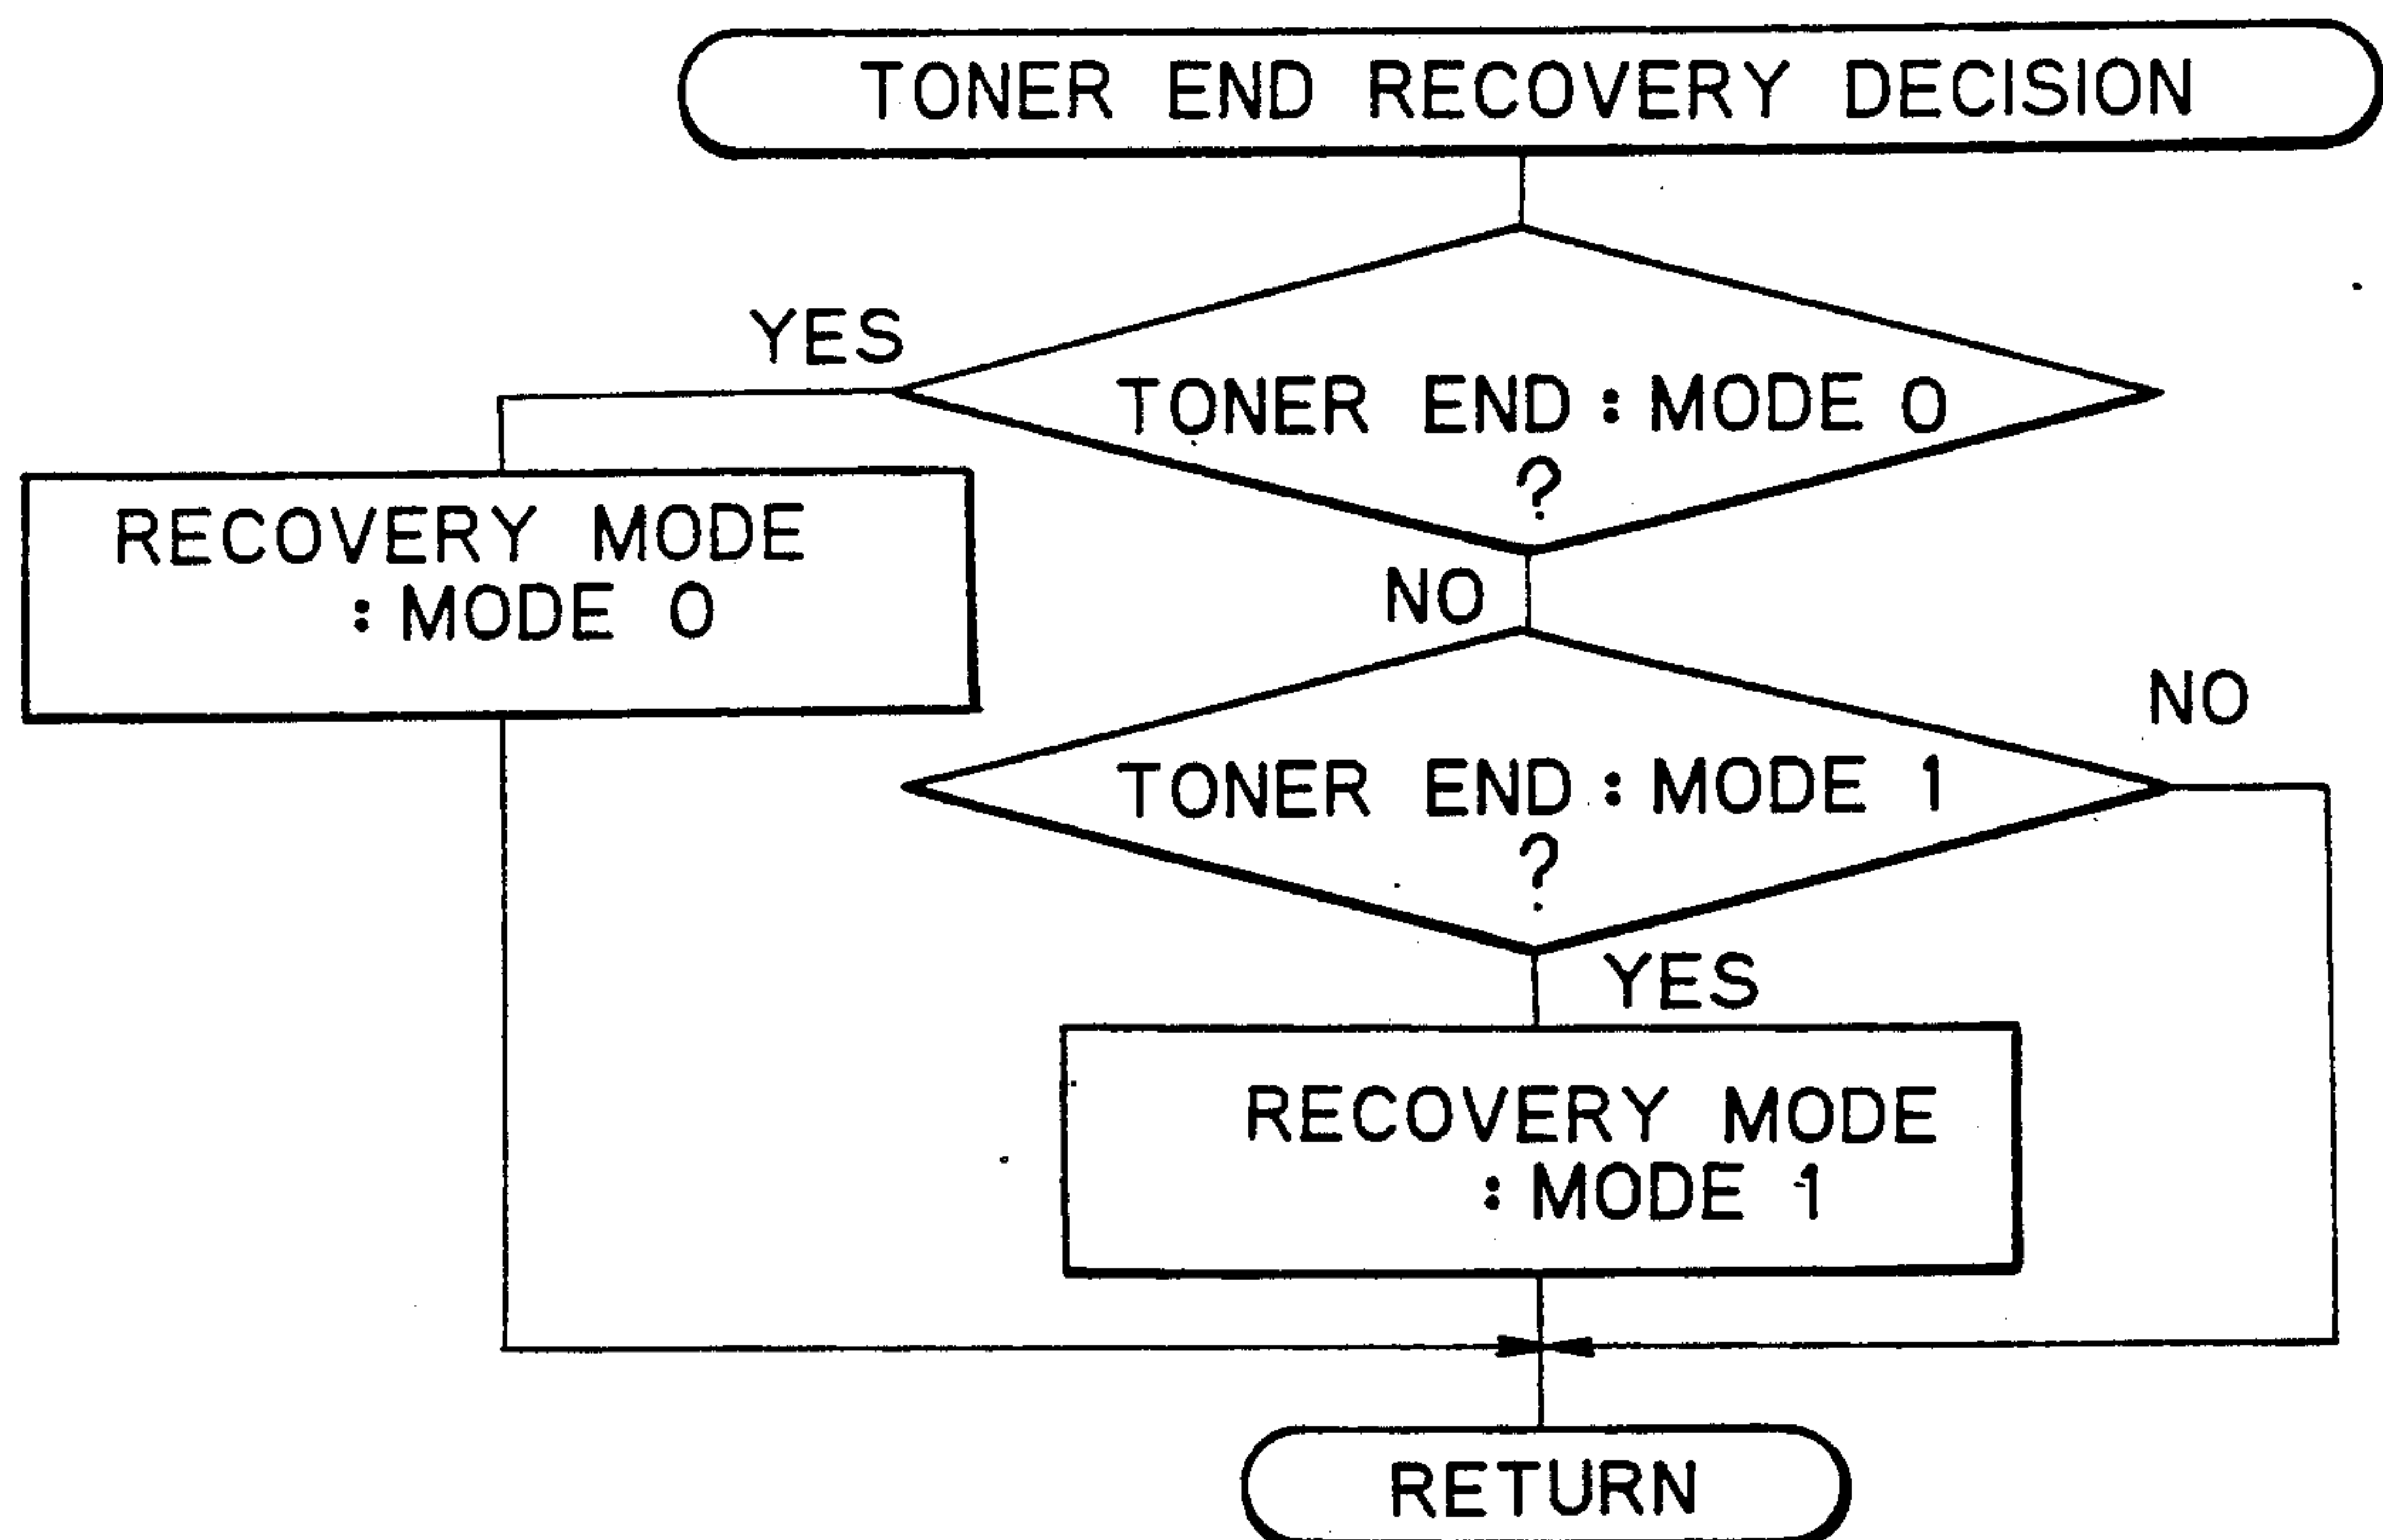 TONER END RECOVERY DECISION
YES
TONER END : MODE 0
?
RECOVERY MODE
: MODE 0
NO
NO
TONER END : MODE 1
?
YES
RECOVERY MODE
: MODE 1
RETURN